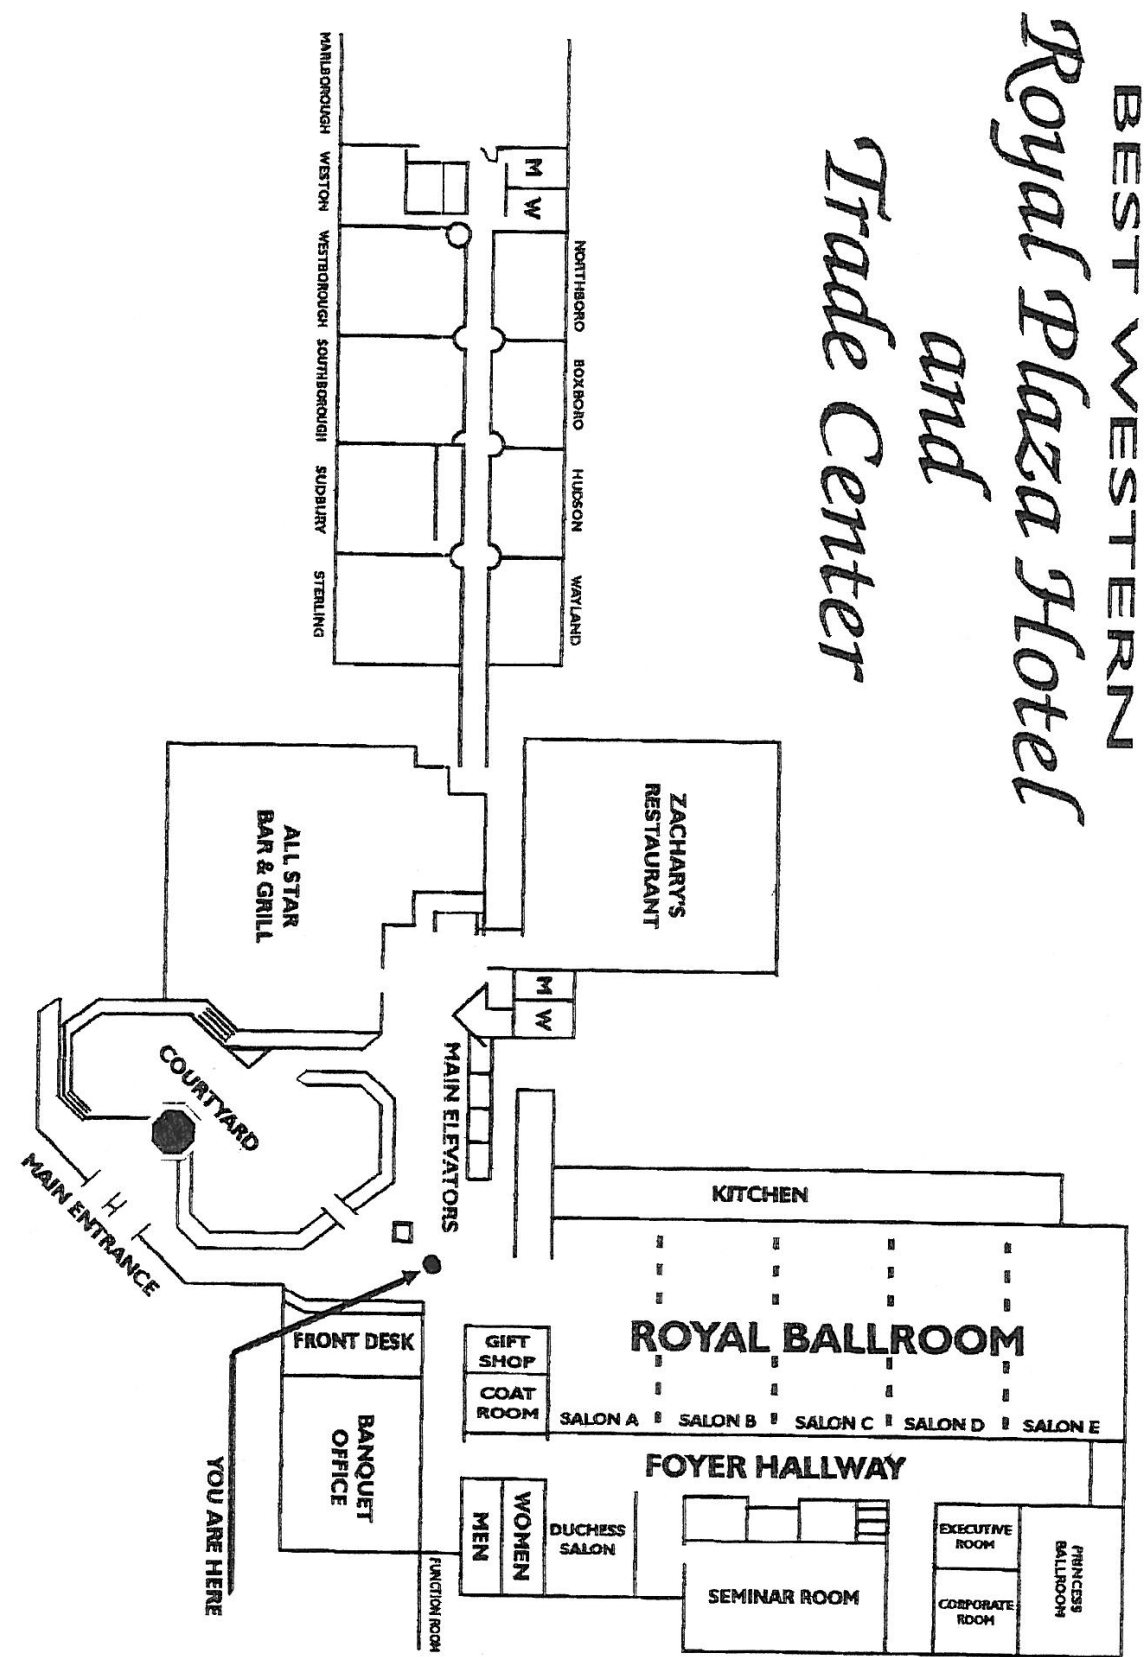 BEST WESTERN
Royal Plaza Hotel
and
Trade Center
MARLBOROUGH
WESTON
WESTBOROUGH
SOUTHBOROUGH
SUDBURY
STERLING
M
W
NORTHBORO
BOXBORO
HUDSON
WAYLAND
ALL STAR
BAR & GRILL
ZACHARY'S
RESTAURANT
M
W
MAIN ELEVATORS
COURTYARD
MAIN ENTRANCE
KITCHEN
ROYAL BALLROOM
SALON A
SALON B
SALON C
SALON D
SALON E
FRONT DESK
GIFT
SHOP
COAT
ROOM
BANQUET
OFFICE
FOYER HALLWAY
YOU ARE HERE
MEN
WOMEN
DUCHESS
SALON
SEMINAR ROOM
EXECUTIVE
ROOM
CORPORATE
ROOM
PRINCESS
BALLROOM
FUNCTION ROOM